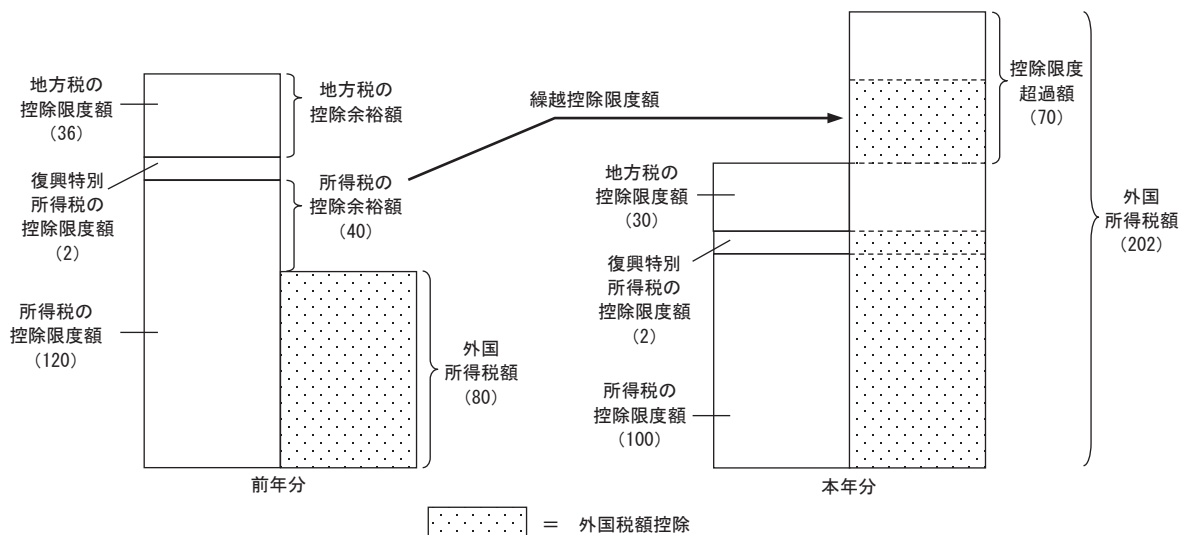 地方税の
控除限度額
(36)
復興特別
所得税の
控除限度額
(2)
所得税の
控除限度額
(120)
地方税の
控除余裕額
所得税の
控除余裕額
(40)
外国
所得税額
(80)
前年分
繰越控除限度額
地方税の
控除限度額
(30)
復興特別
所得税の
控除限度額
(2)
所得税の
控除限度額
(100)
控除限度
超過額
(70)
外国
所得税額
(202)
本年分
= 外国税額控除